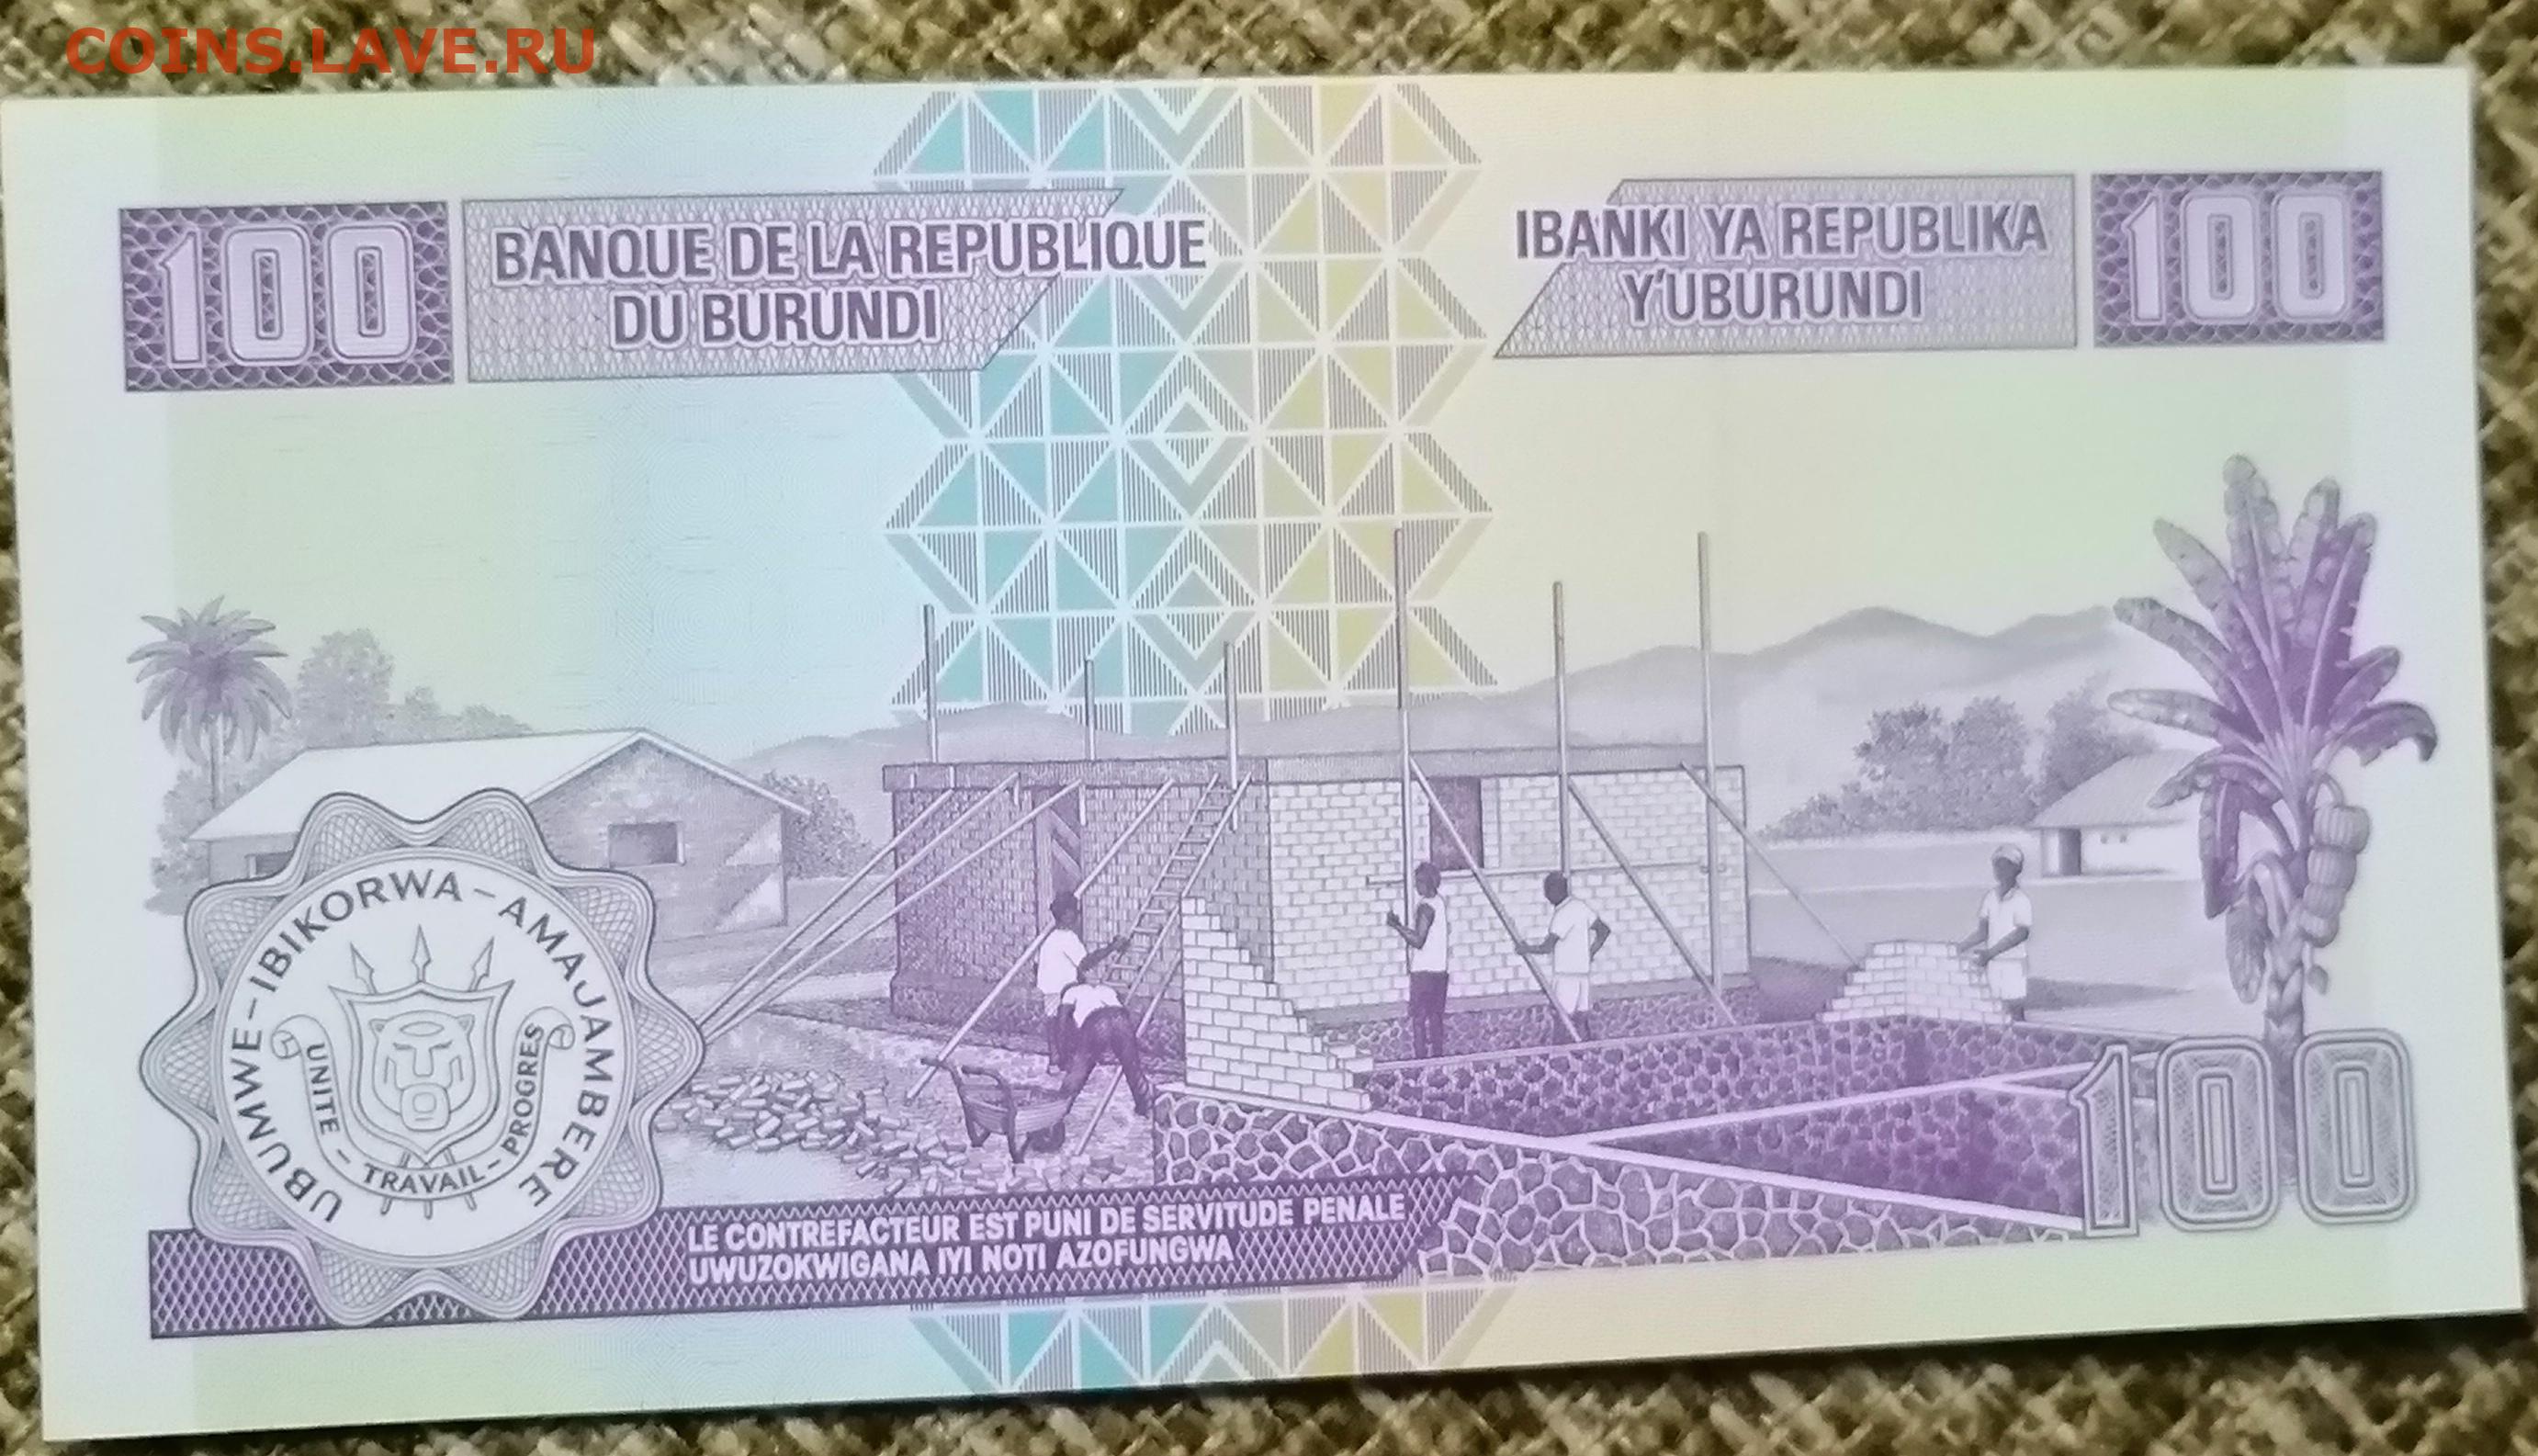 COINS.LAVE.RU
100
BANQUE DE LA REPUBLIQUE
DU BURUNDI
IBANKI YA REPUBLIKA
Y'UBURUNDI
100
UBUMWE – IBIKORWA – AMAJAMBERE
UNITE – TRAVAIL – PROGRES
LE CONTREFACTEUR EST PUNI DE SERVITUDE PENALE
UWUZOKWIGANA IYI NOTI AZOFUNGWA
100